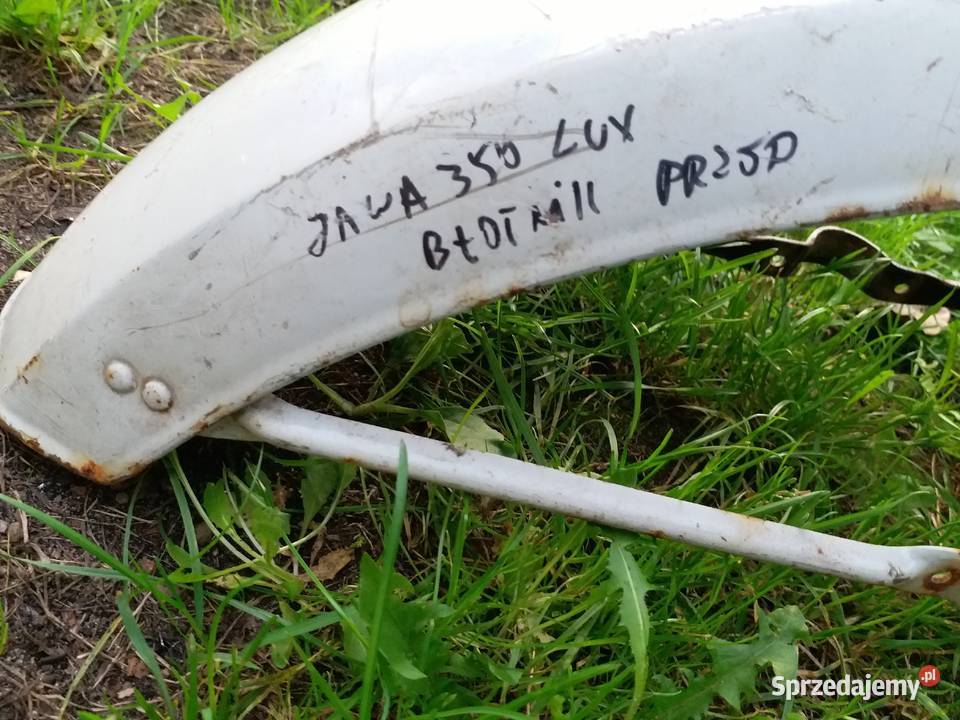 JAWA 350 LUX
BŁOTNIK PRZÓD
Sprzedajemy.pl